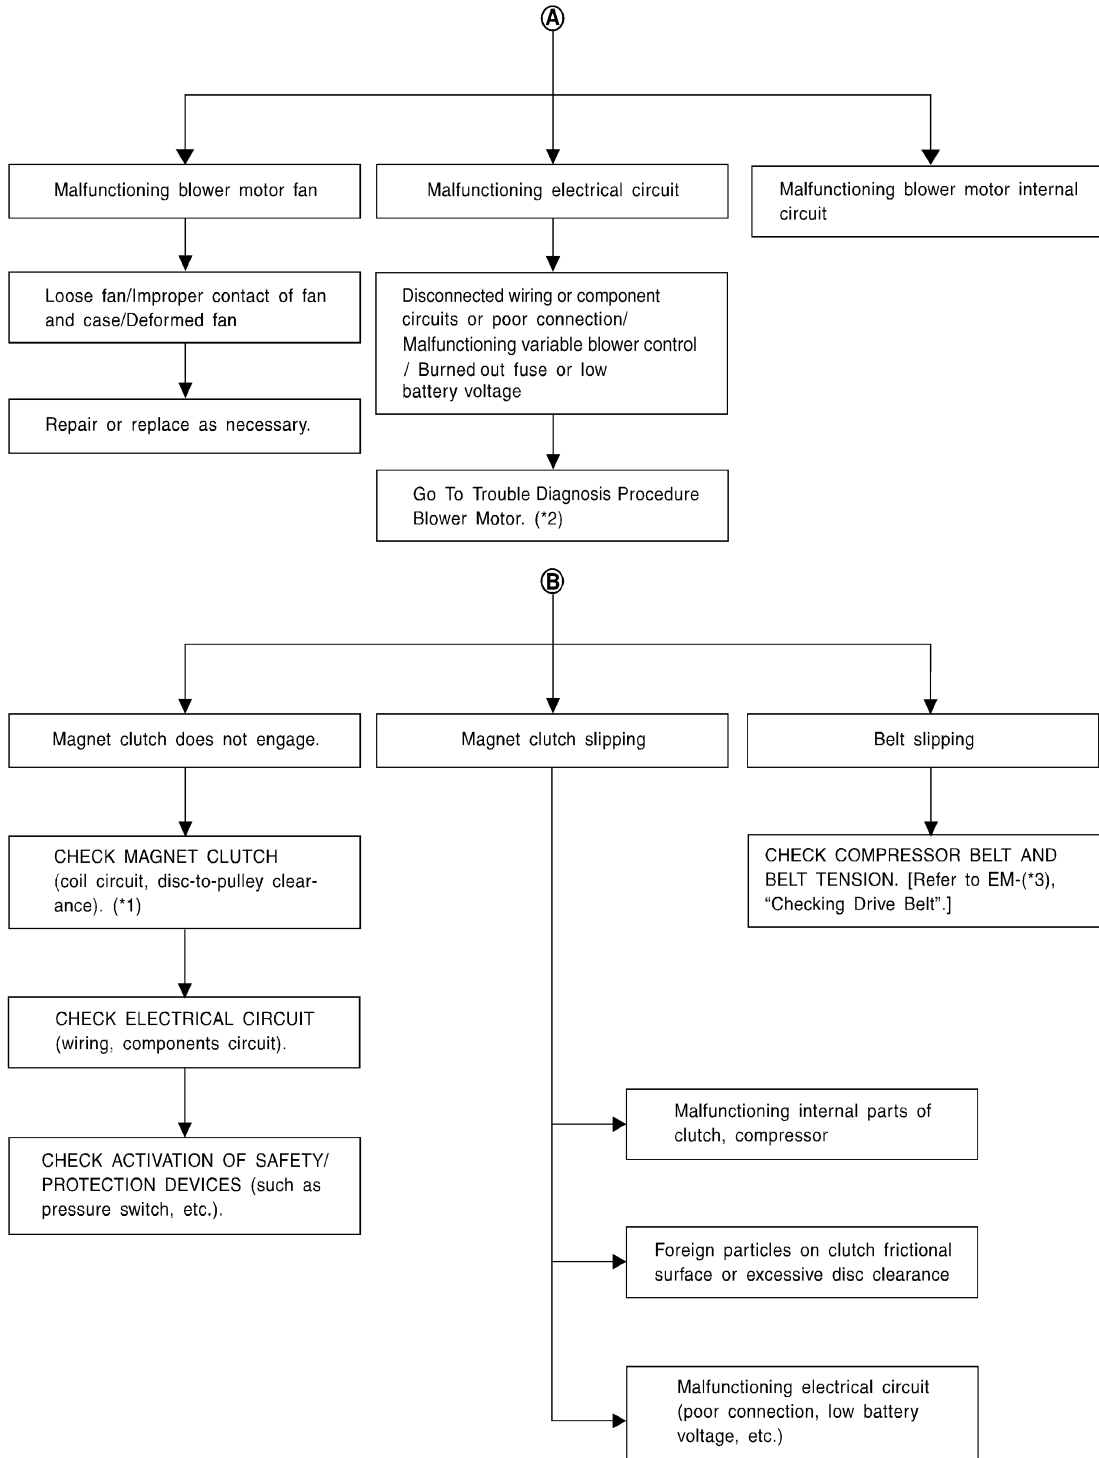 A
Malfunctioning blower motor fan
Malfunctioning electrical circuit
Malfunctioning blower motor internal
circuit
Loose fan/Improper contact of fan
and case/Deformed fan
Disconnected wiring or component
circuits or poor connection/
Malfunctioning variable blower control
/ Burned out fuse or low
battery voltage
Repair or replace as necessary.
Go To Trouble Diagnosis Procedure
Blower Motor. (*2)
B
Magnet clutch does not engage.
Magnet clutch slipping
Belt slipping
CHECK MAGNET CLUTCH
(coil circuit, disc-to-pulley clear-
ance). (*1)
CHECK COMPRESSOR BELT AND
BELT TENSION. [Refer to EM-(*3),
“Checking Drive Belt”.]
CHECK ELECTRICAL CIRCUIT
(wiring, components circuit).
CHECK ACTIVATION OF SAFETY/
PROTECTION DEVICES (such as
pressure switch, etc.).
Malfunctioning internal parts of
clutch, compressor
Foreign particles on clutch frictional
surface or excessive disc clearance
Malfunctioning electrical circuit
(poor connection, low battery
voltage, etc.)